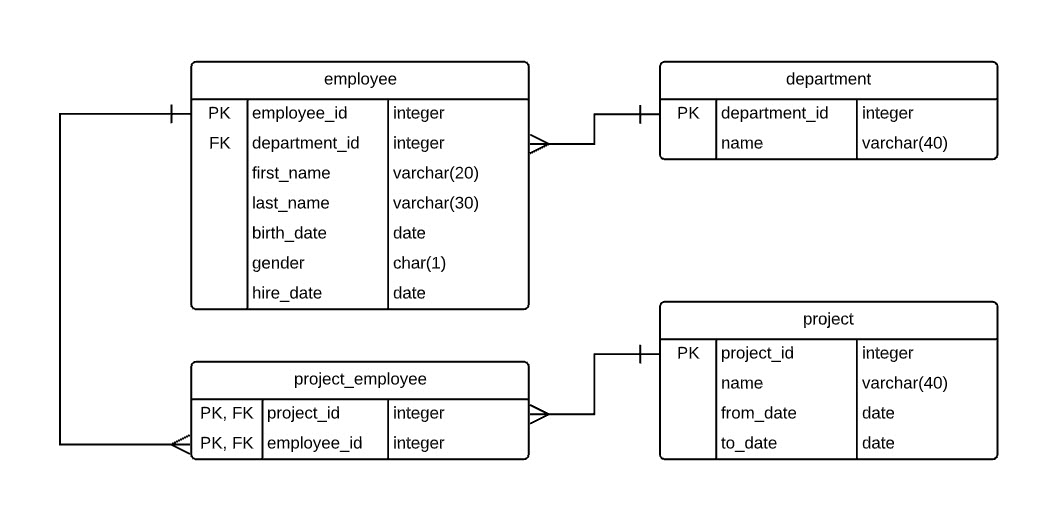 employee
PK employee_id integer
FK department_id integer
first_name varchar(20)
last_name varchar(30)
birth_date date
gender char(1)
hire_date date
department
PK department_id integer
name varchar(40)
project_employee
PK, FK project_id integer
PK, FK employee_id integer
project
PK project_id integer
name varchar(40)
from_date date
to_date date